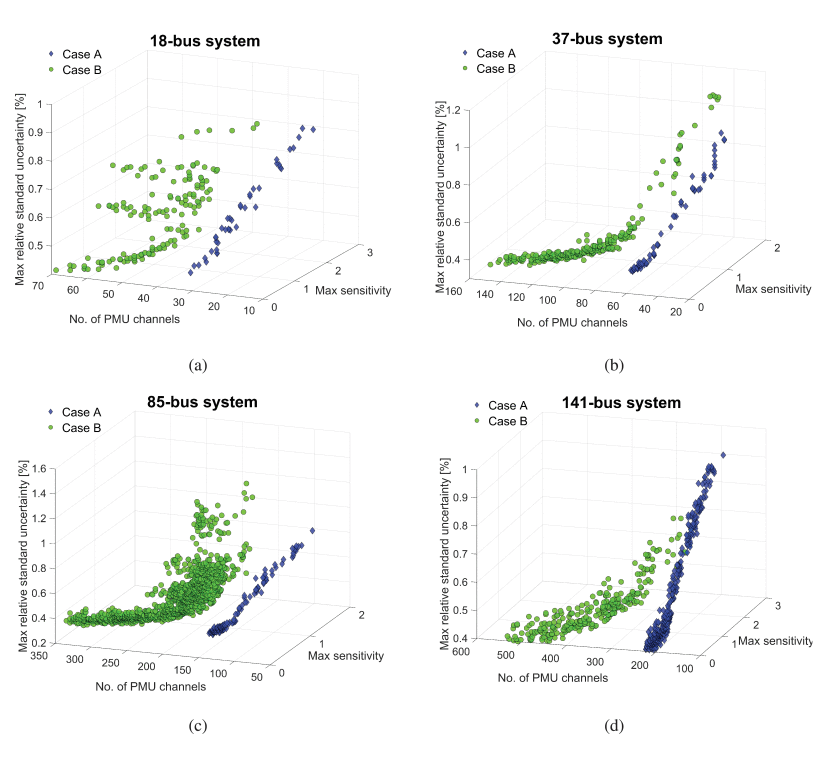 18-bus system
Case A
Case B
Max relative standard uncertainty [%]
1
0.9
0.8
0.7
0.6
0.5
70
60
50
40
30
20
10
0
1
2
3
No. of PMU channels
Max sensitivity
(a)
37-bus system
Case A
Case B
Max relative standard uncertainty [%]
1.2
1
0.8
0.6
0.4
160
140
120
100
80
60
40
20
0
1
2
No. of PMU channels
Max sensitivity
(b)
85-bus system
Case A
Case B
Max relative standard uncertainty [%]
1.6
1.4
1.2
1
0.8
0.6
0.4
0.2
350
300
250
200
150
100
50
0
1
2
No. of PMU channels
Max sensitivity
(c)
141-bus system
Case A
Case B
Max relative standard uncertainty [%]
1
0.9
0.8
0.7
0.6
0.5
0.4
600
500
400
300
200
100
0
1
2
3
No. of PMU channels
Max sensitivity
(d)